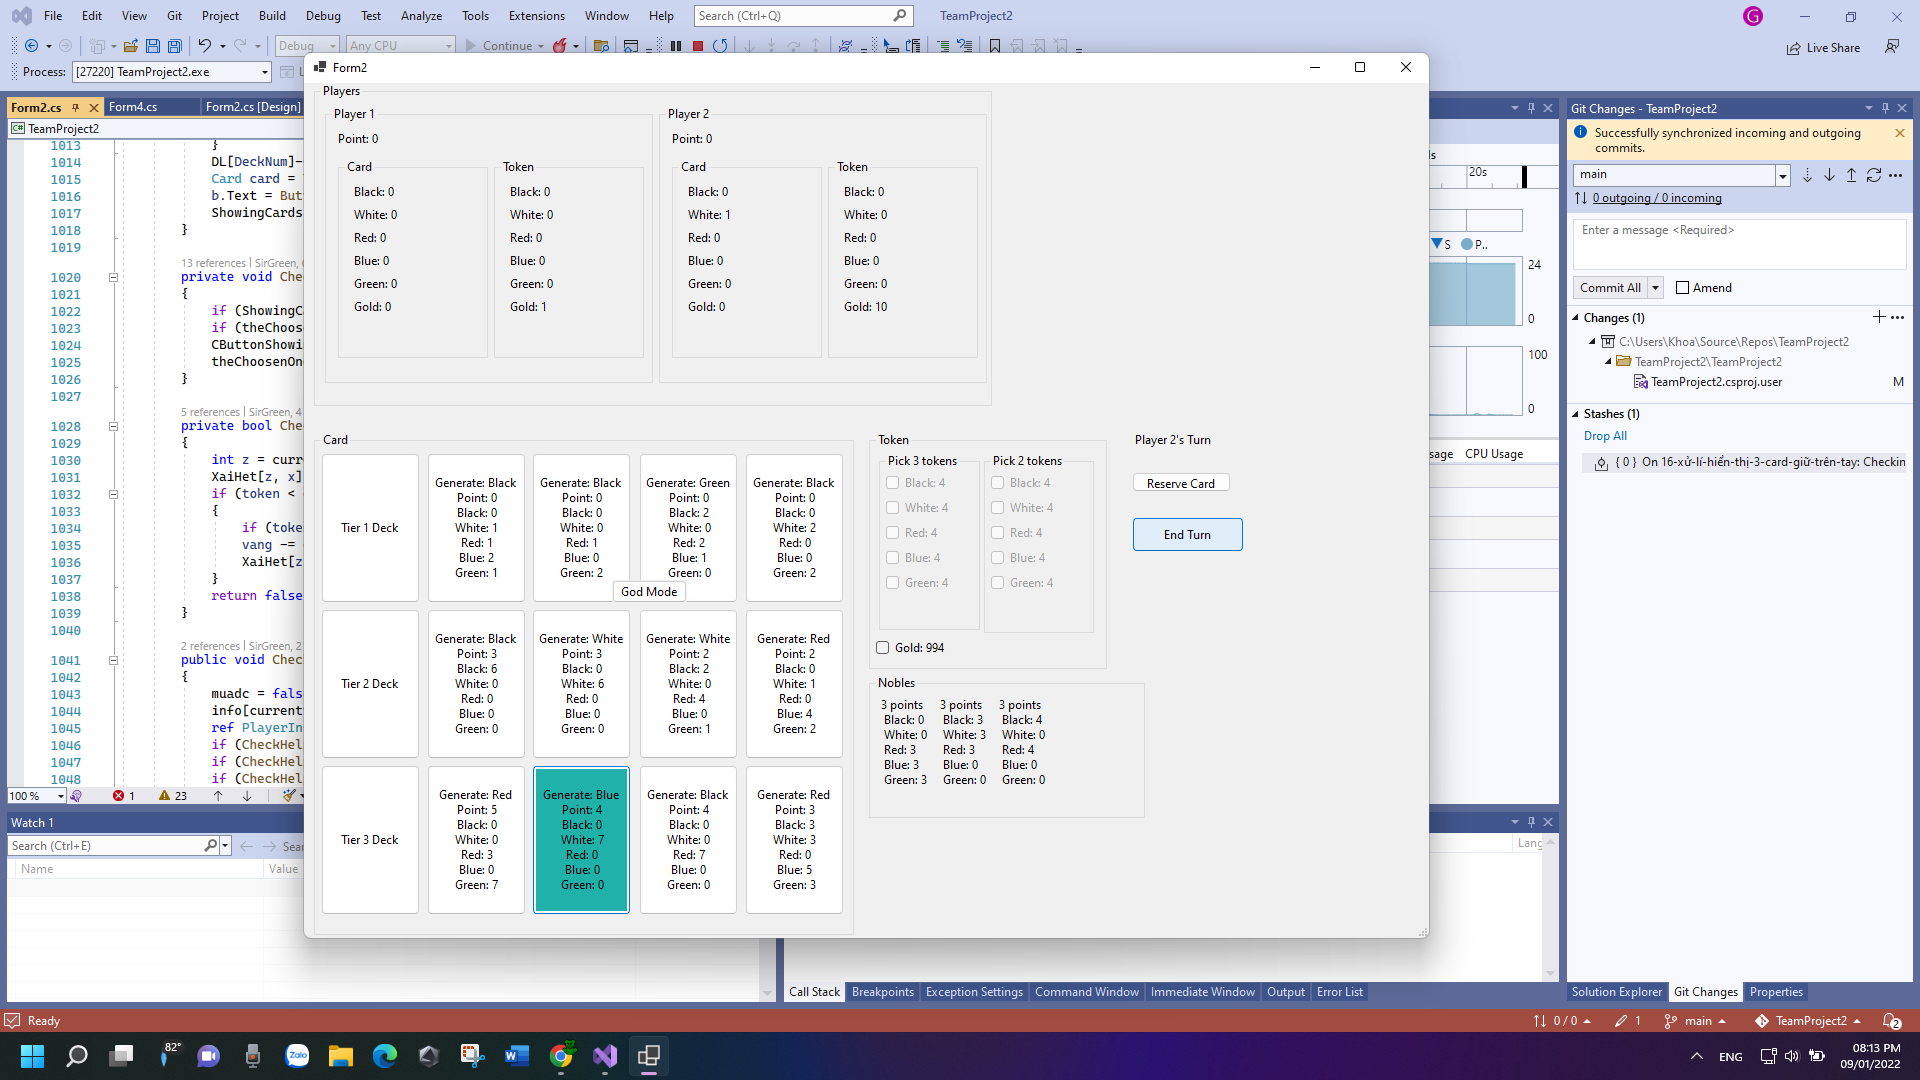 File Edit View Git Project Build Debug Test Analyze Tools Extensions Window Help Search (Ctrl+Q) TeamProject2 G
Debug Any CPU Continue
Live Share
Process: [27220] TeamProject2.exe
Form2.cs Form4.cs Form2.cs [Design]
TeamProject2
1013 }
1014 DL[DeckNum]-
1015 Card card =
1016 b.Text =
1017 ShowingCards
1018 }
1019
13 references | SirGreen,
1020 private void
1021 {
1022 if
1023 if
1024
1025
1026 }
1027
5 references | SirGreen, 4
1028 private bool
1029 {
1030 int z =
1031 XaiHet[z, x]
1032 if (token <
1033 {
1034 if
1035 vang -=
1036 XaiHet[z
1037 }
1038 return false
1039 }
1040
2 references | SirGreen, 2
1041 public void
1042 {
1043 muadc =
1044
1045 ref
1046 if
1047 if
1048 if
100 % 1 23
Watch 1
Search (Ctrl+E)
Name Value
Form2
Players
Player 1
Point: 0
Card
Black: 0
White: 0
Red: 0
Blue: 0
Green: 0
Gold: 0
Token
Black: 0
White: 0
Red: 0
Blue: 0
Green: 0
Gold: 1
Player 2
Point: 0
Card
Black: 0
White: 1
Red: 0
Blue: 0
Green: 0
Gold: 0
Token
Black: 0
White: 0
Red: 0
Blue: 0
Green: 0
Gold: 10
Card
Tier 1 Deck
Generate: Black
Point: 0
Black: 0
White: 1
Red: 1
Blue: 2
Green: 1
Generate: Black
Point: 0
Black: 0
White: 0
Red: 1
Blue: 0
Green: 2
Generate: Green
Point: 0
Black: 2
White: 0
Red: 2
Blue: 1
Green: 0
Generate: Black
Point: 0
Black: 0
White: 2
Red: 0
Blue: 0
Green: 2
God Mode
Tier 2 Deck
Generate: Black
Point: 3
Black: 6
White: 0
Red: 0
Blue: 0
Green: 0
Generate: White
Point: 3
Black: 0
White: 6
Red: 0
Blue: 0
Green: 0
Generate: White
Point: 2
Black: 2
White: 0
Red: 4
Blue: 0
Green: 1
Generate: Red
Point: 2
Black: 0
White: 1
Red: 0
Blue: 4
Green: 2
Tier 3 Deck
Generate: Red
Point: 5
Black: 0
White: 0
Red: 3
Blue: 0
Green: 7
Generate: Blue
Point: 4
Black: 0
White: 7
Red: 0
Blue: 0
Green: 0
Generate: Black
Point: 4
Black: 0
White: 0
Red: 7
Blue: 0
Green: 0
Generate: Red
Point: 3
Black: 3
White: 3
Red: 0
Blue: 5
Green: 3
Token
Pick 3 tokens
Black: 4
White: 4
Red: 4
Blue: 4
Green: 4
Pick 2 tokens
Black: 4
White: 4
Red: 4
Blue: 4
Green: 4
Gold: 994
Player 2's Turn
Reserve Card
End Turn
Nobles
3 points
Black: 0
White: 0
Red: 3
Blue: 3
Green: 3
3 points
Black: 3
White: 3
Red: 3
Blue: 0
Green: 0
3 points
Black: 4
White: 0
Red: 4
Blue: 0
Green: 0
20s
S P..
24
0
100
0
CPU Usage
Call Stack Breakpoints Exception Settings Command Window Immediate Window Output Error List
Git Changes - TeamProject2
Successfully synchronized incoming and outgoing
commits.
main
0 outgoing / 0 incoming
Enter a message <Required>
Commit All Amend
Changes (1)
C:\Users\Khoa\Source\Repos\TeamProject2
TeamProject2\TeamProject2
TeamProject2.csproj.user M
Stashes (1)
Drop All
{ 0 } On 16-xử-lí-hiển-thị-3-card-giữ-trên-tay: Checkin
Solution Explorer Git Changes Properties
Ready 0 / 0 1 main TeamProject2 2
82° Zalo ENG
08:13 PM
09/01/2022